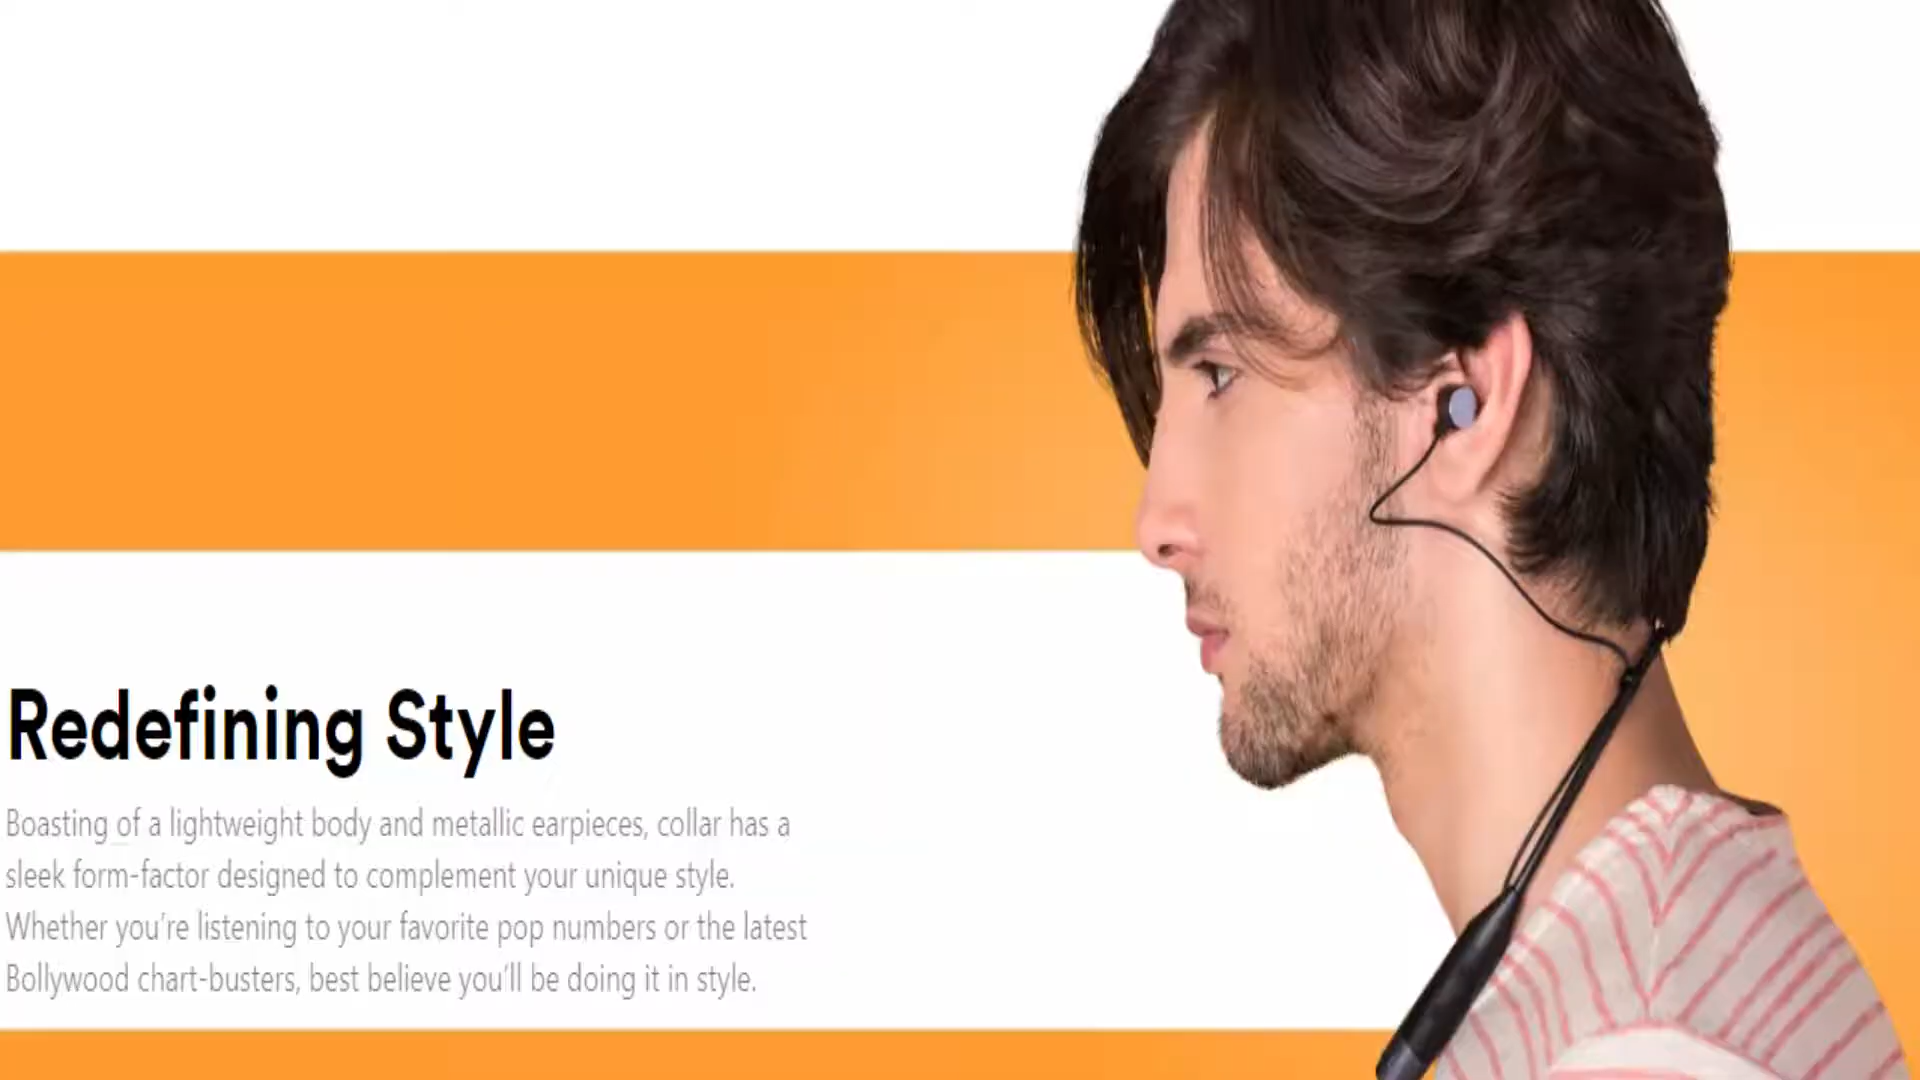 Redefining Style
Boasting of a lightweight body and metallic earpieces, collar has a
sleek form-factor designed to complement your unique style.
Whether you’re listening to your favorite pop numbers or the latest
Bollywood chart-busters, best believe you’ll be doing it in style.